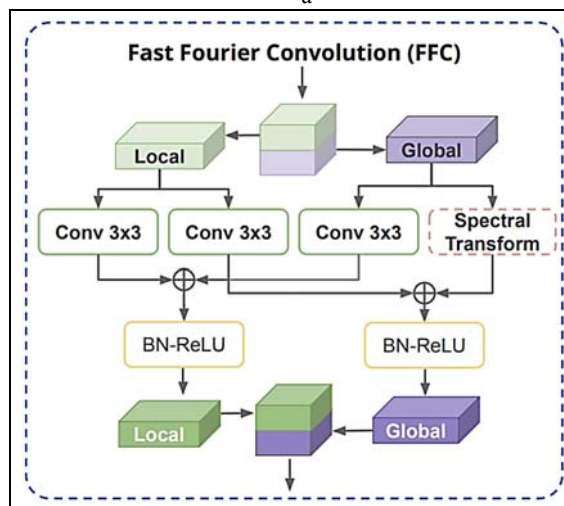 a
Fast Fourier Convolution (FFC)
Local
Global
Conv 3x3
Conv 3x3
Conv 3x3
Spectral
Transform
BN-ReLU
BN-ReLU
Local
Global